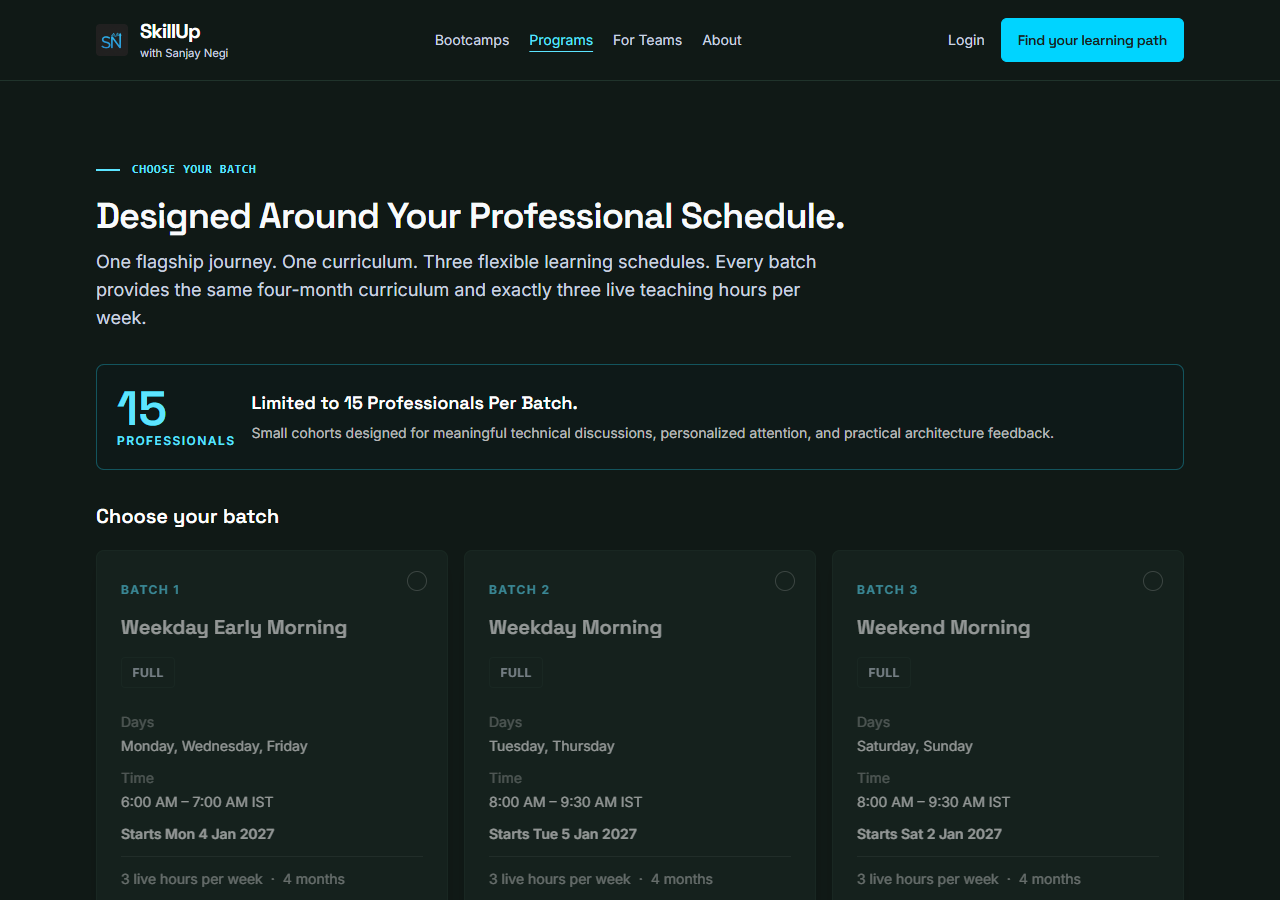 SN
SkillUp
with Sanjay Negi
Bootcamps
Programs
For Teams
About
Login
Find your learning path
CHOOSE YOUR BATCH
Designed Around Your Professional Schedule.
One flagship journey. One curriculum. Three flexible learning schedules. Every batch
provides the same four-month curriculum and exactly three live teaching hours per
week.
15
PROFESSIONALS
Limited to 15 Professionals Per Batch.
Small cohorts designed for meaningful technical discussions, personalized attention, and practical architecture feedback.
Choose your batch
BATCH 1
Weekday Early Morning
FULL
Days
Monday, Wednesday, Friday
Time
6:00 AM – 7:00 AM IST
Starts Mon 4 Jan 2027
3 live hours per week · 4 months
BATCH 2
Weekday Morning
FULL
Days
Tuesday, Thursday
Time
8:00 AM – 9:30 AM IST
Starts Tue 5 Jan 2027
3 live hours per week · 4 months
BATCH 3
Weekend Morning
FULL
Days
Saturday, Sunday
Time
8:00 AM – 9:30 AM IST
Starts Sat 2 Jan 2027
3 live hours per week · 4 months